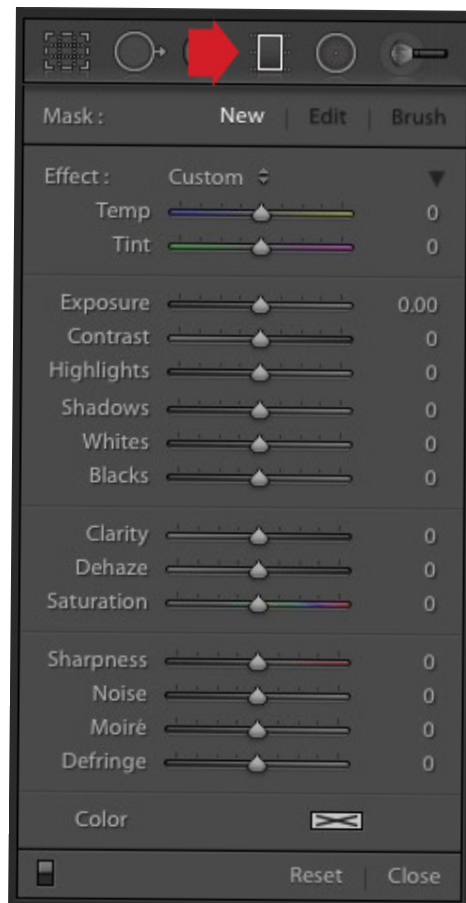 Mask : New | Edit | Brush
Effect : Custom
Temp 0
Tint 0
Exposure 0.00
Contrast 0
Highlights 0
Shadows 0
Whites 0
Blacks 0
Clarity 0
Dehaze 0
Saturation 0
Sharpness 0
Noise 0
Moiré 0
Defringe 0
Color
Reset | Close